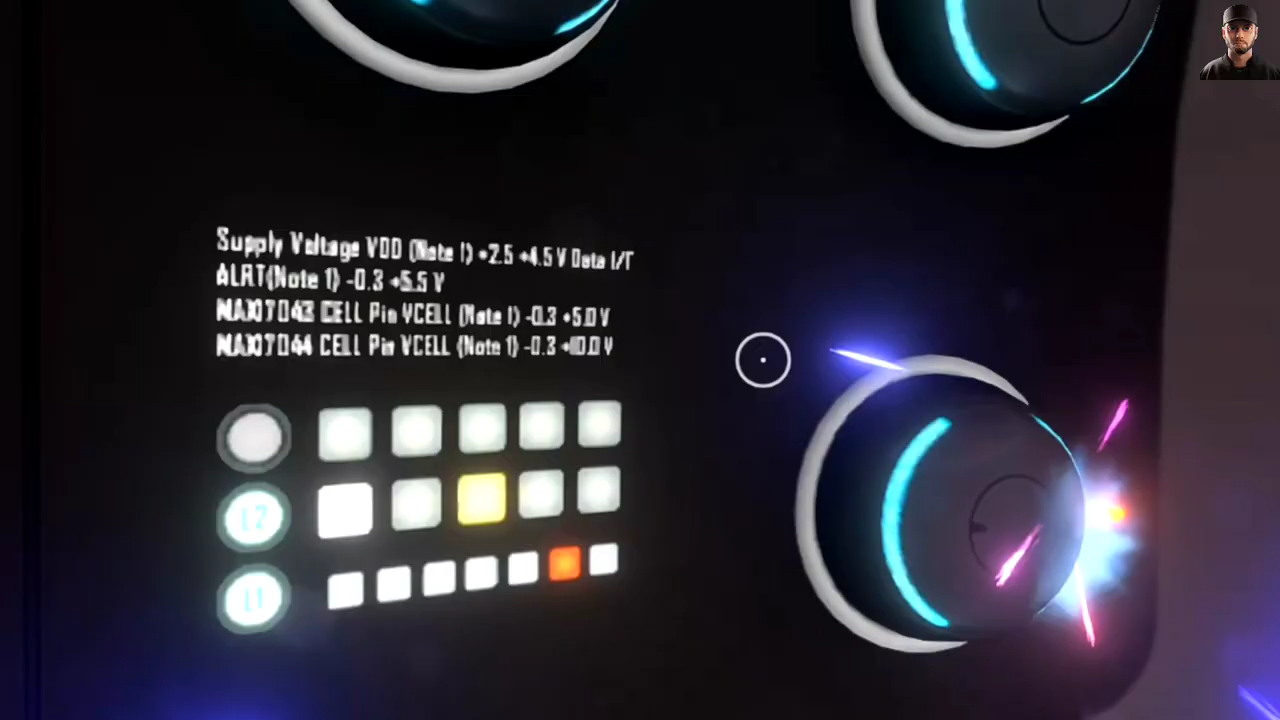 Supply Voltage VDD (Note 1) +2.5 +4.5 V Data I/T
ALRT(Note 1) -0.3 +5.5 V
MAX17043 CELL Pin VCELL (Note 1) -0.3 +5.0 V
MAX17044 CELL Pin VCELL (Note 1) -0.3 +10.0 V
L2
L1